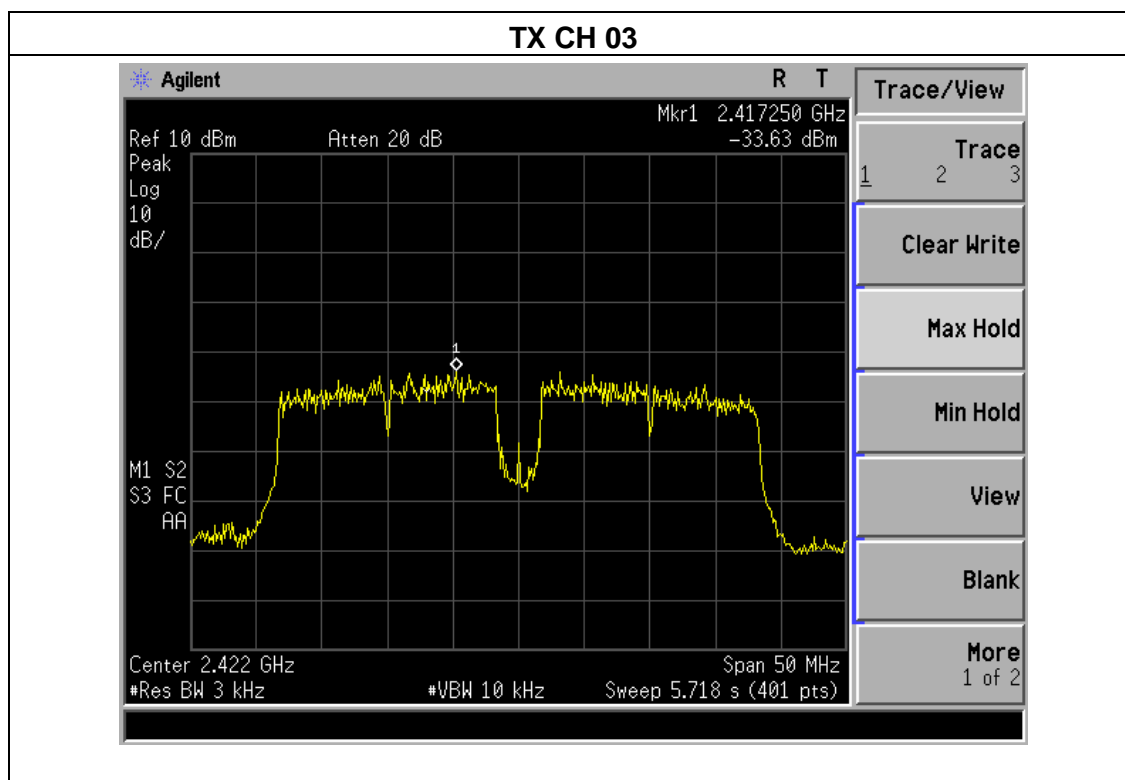 TX CH 03
Agilent R T
Mkr1 2.417250 GHz
Ref 10 dBm Atten 20 dB -33.63 dBm
Peak
Log
10
dB/
1
M1 S2
S3 FC
AA
Center 2.422 GHz Span 50 MHz
#Res BW 3 kHz #VBW 10 kHz Sweep 5.718 s (401 pts)
Trace/View
Trace
1 2 3
Clear Write
Max Hold
Min Hold
View
Blank
More
1 of 2